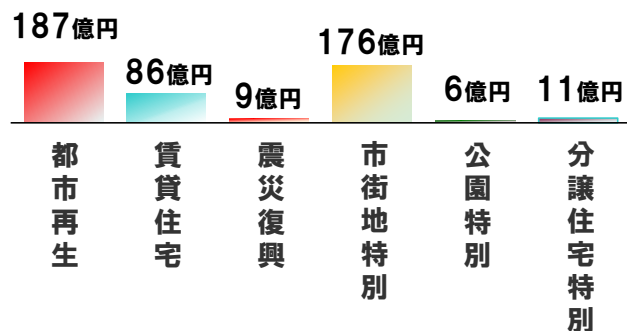 187億円
86億円
9億円
176億円
6億円
11億円
都市再生
賃貸住宅
震災復興
市街地特別
公園特別
分譲住宅特別